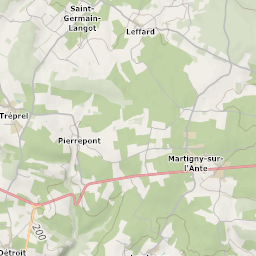 Saint-
Germain-
Langot
Leffard
Tréprel
Pierrepont
Martigny-sur-
l'Ante
200
Détroit